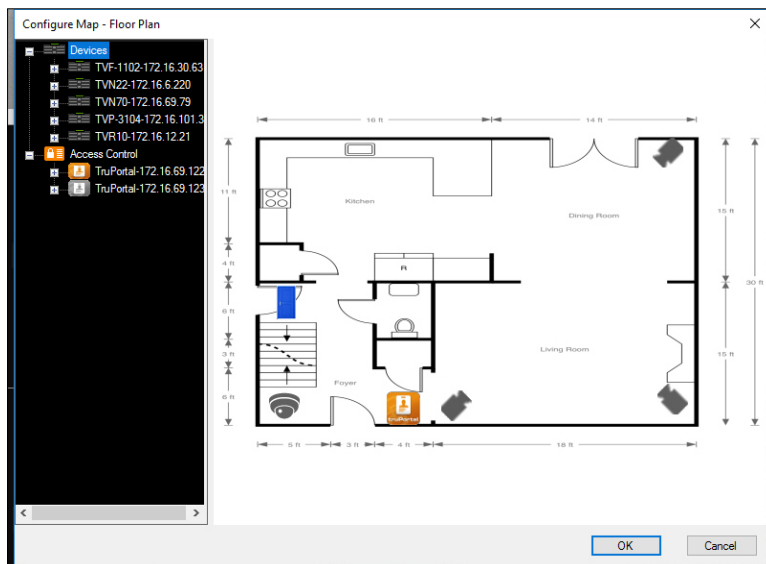 Configure Map - Floor Plan
Devices
TVF-1102-172.16.30.63
TVN22-172.16.6.220
TVN70-172.16.69.79
TVP-3104-172.16.101.3
TVR10-172.16.12.21
Access Control
TruPortal-172.16.69.122
TruPortal-172.16.69.123
16 ft
14 ft
11 ft
Kitchen
Dining Room
15 ft
4 ft
R
30 ft
6 ft
3 ft
Living Room
15 ft
6 ft
Foyer
truPortal
5 ft
3 ft
4 ft
18 ft
OK
Cancel